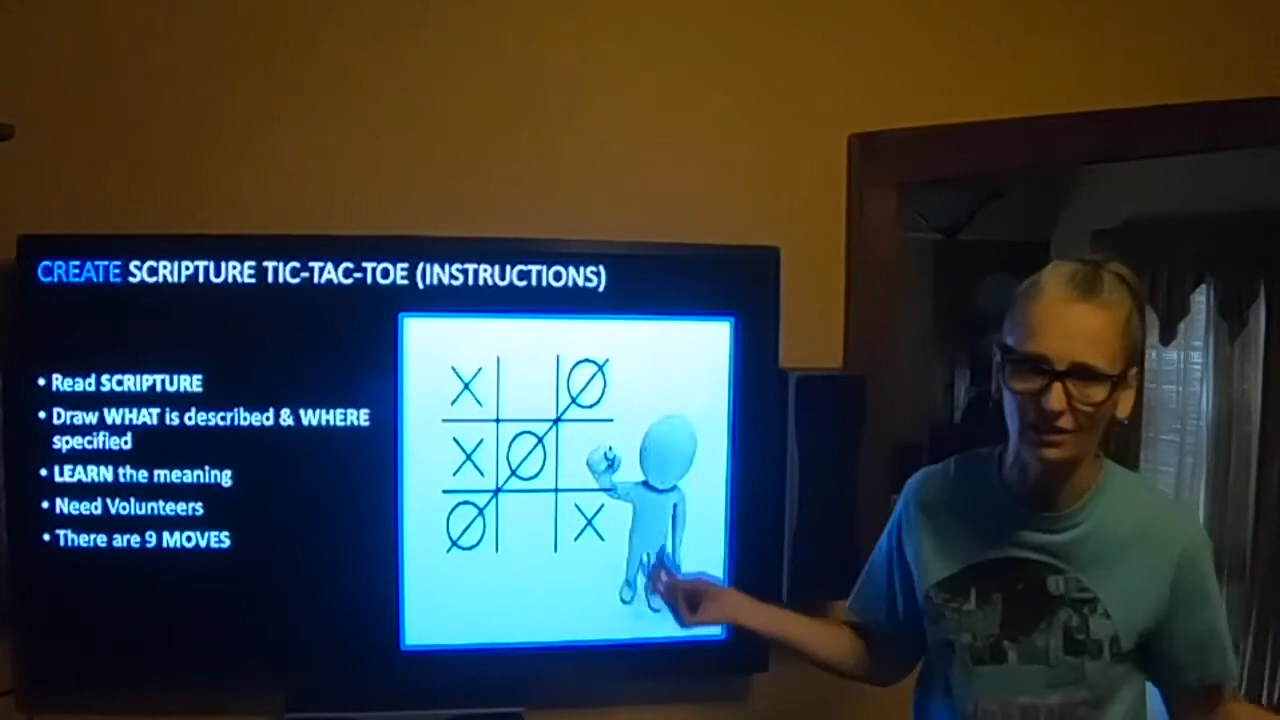 CREATE SCRIPTURE TIC-TAC-TOE (INSTRUCTIONS)
• Read SCRIPTURE
• Draw WHAT is described & WHERE
specified
• LEARN the meaning
• Need Volunteers
• There are 9 MOVES
X O
X O
O X